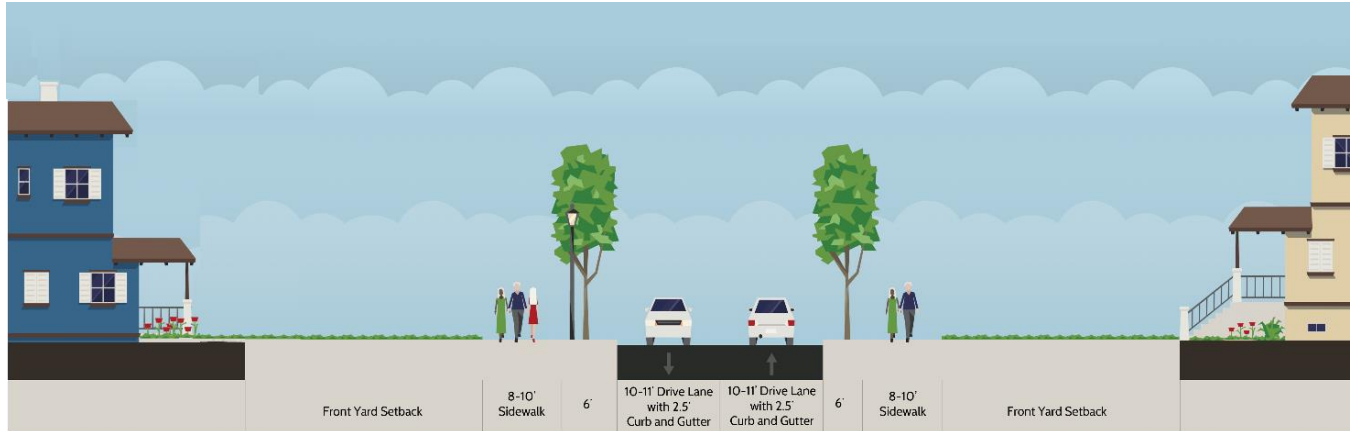 Front Yard Setback
8-10'
Sidewalk
6'
10-11' Drive Lane
with 2.5'
Curb and Gutter
10-11' Drive Lane
with 2.5'
Curb and Gutter
6'
8-10'
Sidewalk
Front Yard Setback